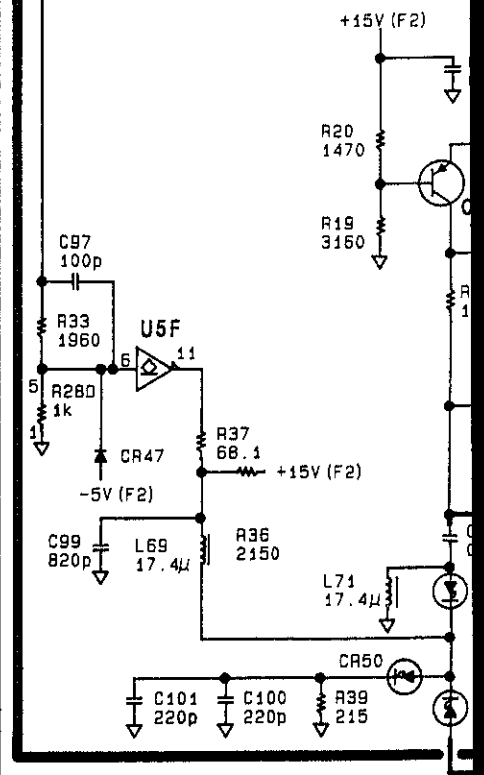 +15V (F2)
R20
1470
R19
3160
C97
100p
R33
1960
U5F
6
11
5
R28D
1k
1
CR47
-5V (F2)
R37
68.1
+15V (F2)
C99
820p
L69
17.4µ
R36
2150
L71
17.4µ
CR50
C101
220p
C100
220p
R39
215